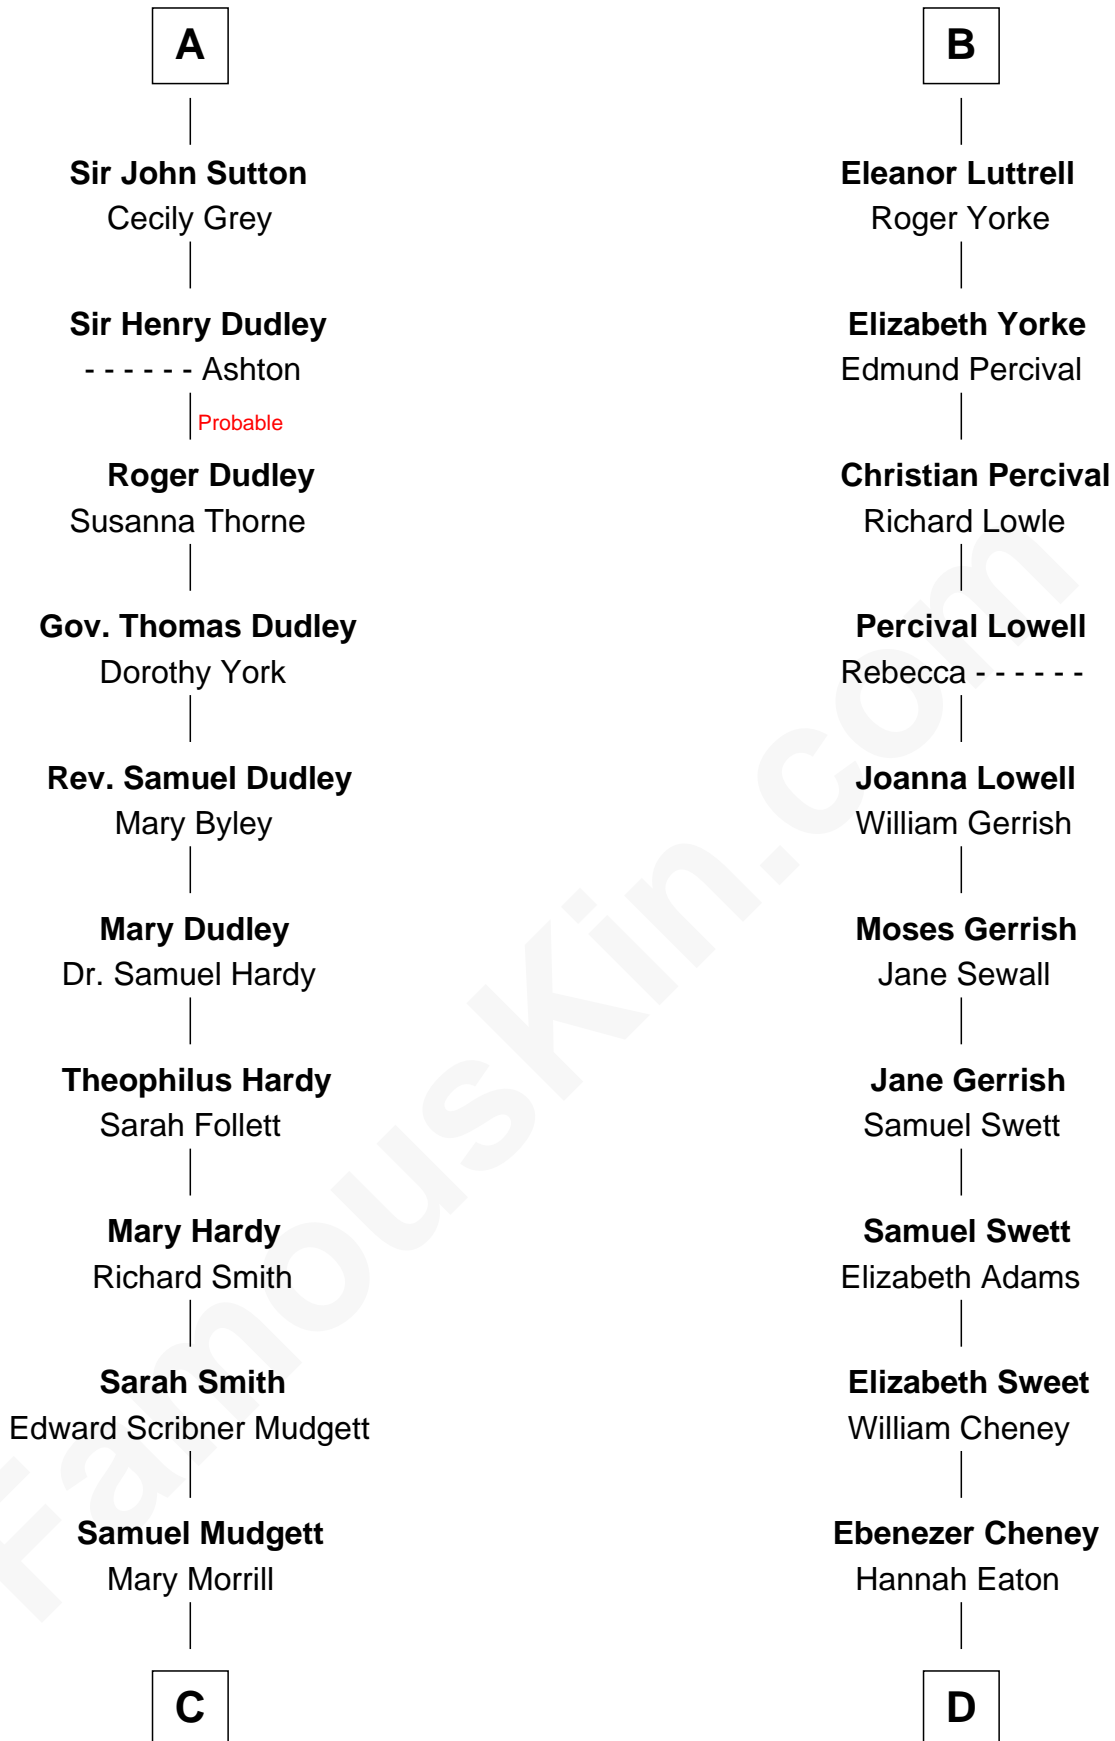 A
Sir John Sutton
Cecily Grey
Sir Henry Dudley
- - - - - - Ashton
Probable
Roger Dudley
Susanna Thorne
Gov. Thomas Dudley
Dorothy York
Rev. Samuel Dudley
Mary Byley
Mary Dudley
Dr. Samuel Hardy
Theophilus Hardy
Sarah Follett
Mary Hardy
Richard Smith
Sarah Smith
Edward Scribner Mudgett
Samuel Mudgett
Mary Morrill
C
B
Eleanor Luttrell
Roger Yorke
Elizabeth Yorke
Edmund Percival
Christian Percival
Richard Lowle
Percival Lowell
Rebecca - - - - - -
Joanna Lowell
William Gerrish
Moses Gerrish
Jane Sewall
Jane Gerrish
Samuel Swett
Samuel Swett
Elizabeth Adams
Elizabeth Sweet
William Cheney
Ebenezer Cheney
Hannah Eaton
D
FamousKin.com